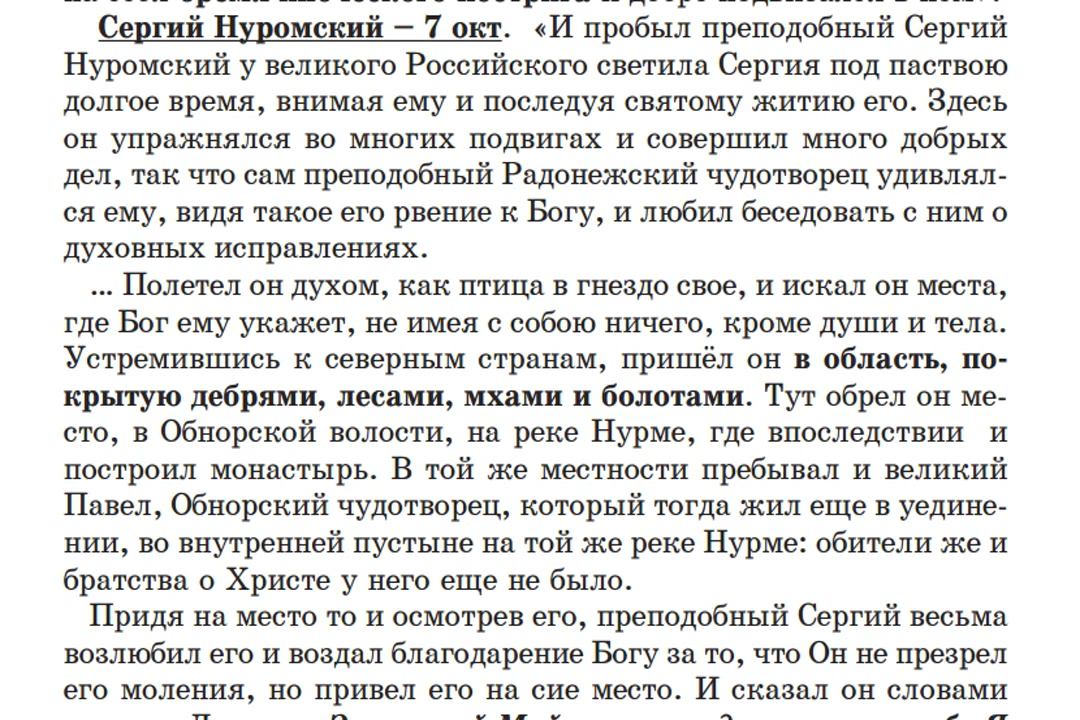 Сергий Нуромский – 7 окт. «И пробыл преподобный Сергий
Нуромский у великого Российского светила Сергия под паствою
долгое время, внимая ему и последуя святому житию его. Здесь
он упражнялся во многих подвигах и совершил много добрых
дел, так что сам преподобный Радонежский чудотворец удивлял-
ся ему, видя такое его рвение к Богу, и любил беседовать с ним о
духовных исправлениях.
... Полетел он духом, как птица в гнездо свое, и искал он места,
где Бог ему укажет, не имея с собою ничего, кроме души и тела.
Устремившись к северным странам, пришёл он в область, по-
крытую дебрями, лесами, мхами и болотами. Тут обрел он ме-
сто, в Обнорской волости, на реке Нурме, где впоследствии и
построил монастырь. В той же местности пребывал и великий
Павел, Обнорский чудотворец, который тогда жил еще в уедине-
нии, во внутренней пустыне на той же реке Нурме: обители же и
братства о Христе у него еще не было.
Придя на место то и осмотрев его, преподобный Сергий весьма
возлюбил его и воздал благодарение Богу за то, что Он не презрел
его моления, но привел его на сие место. И сказал он словами